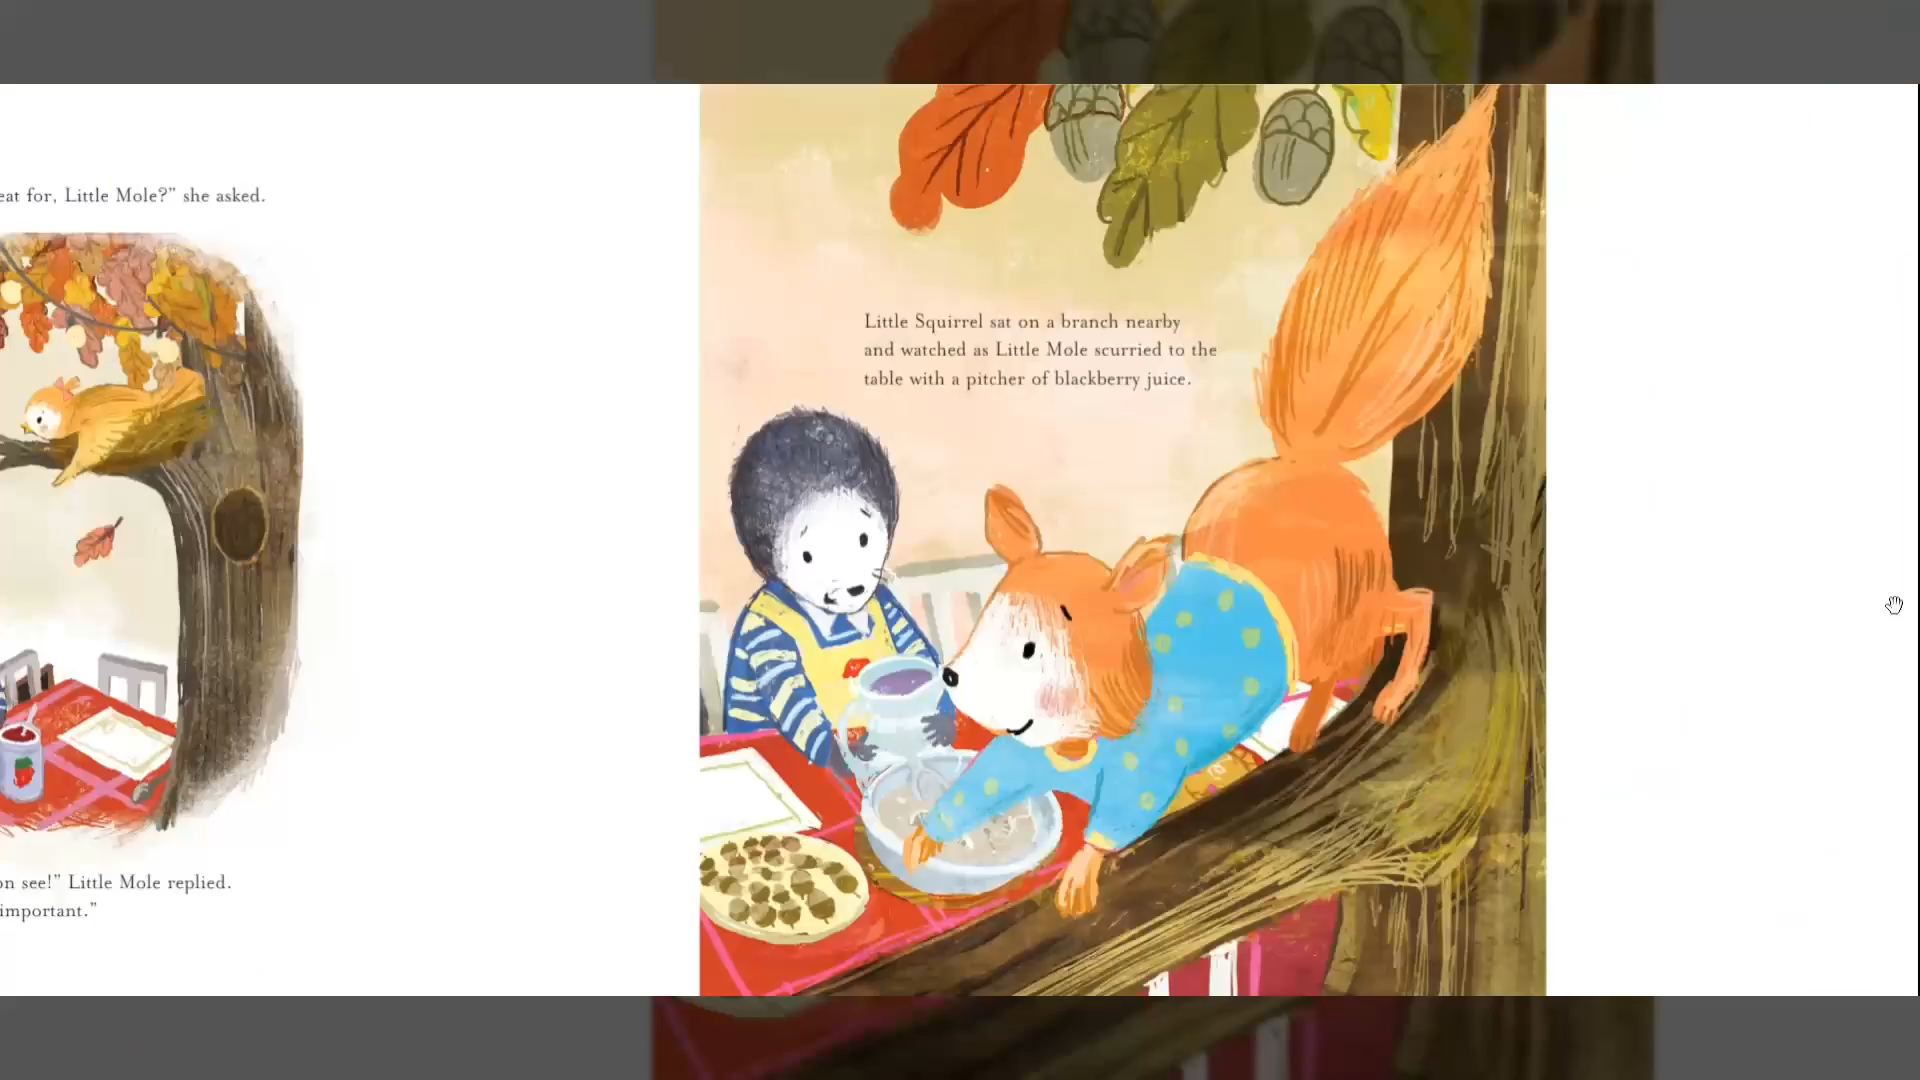 eat for, Little Mole?” she asked.
on see!” Little Mole replied.
important.”
Little Squirrel sat on a branch nearby
and watched as Little Mole scurried to the
table with a pitcher of blackberry juice.